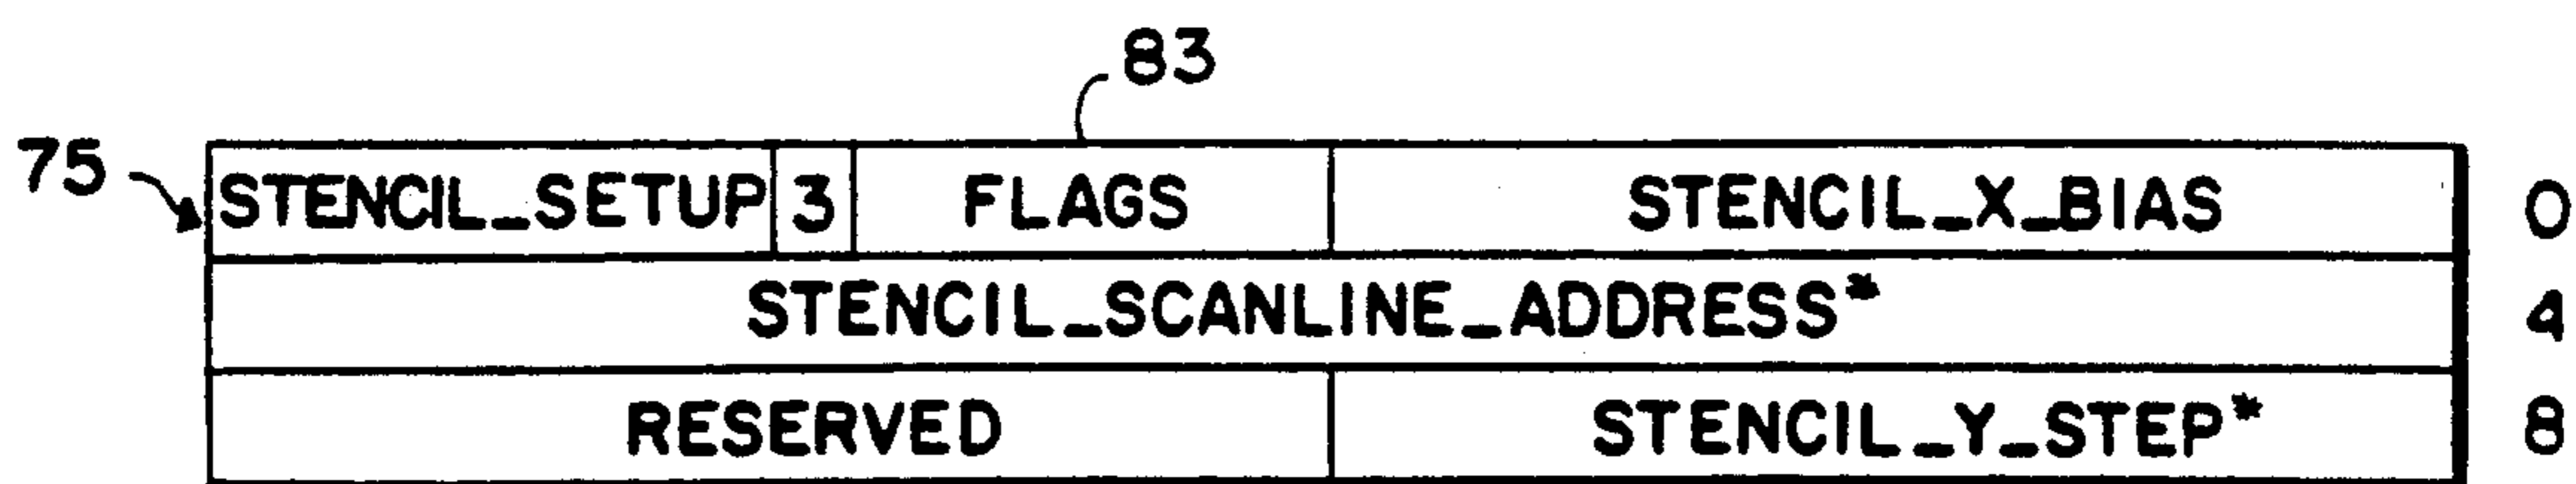 83
75 STENCIL_SETUP 3 FLAGS STENCIL_X_BIAS 0
STENCIL_SCANLINE_ADDRESS* 4
RESERVED STENCIL_Y_STEP* 8